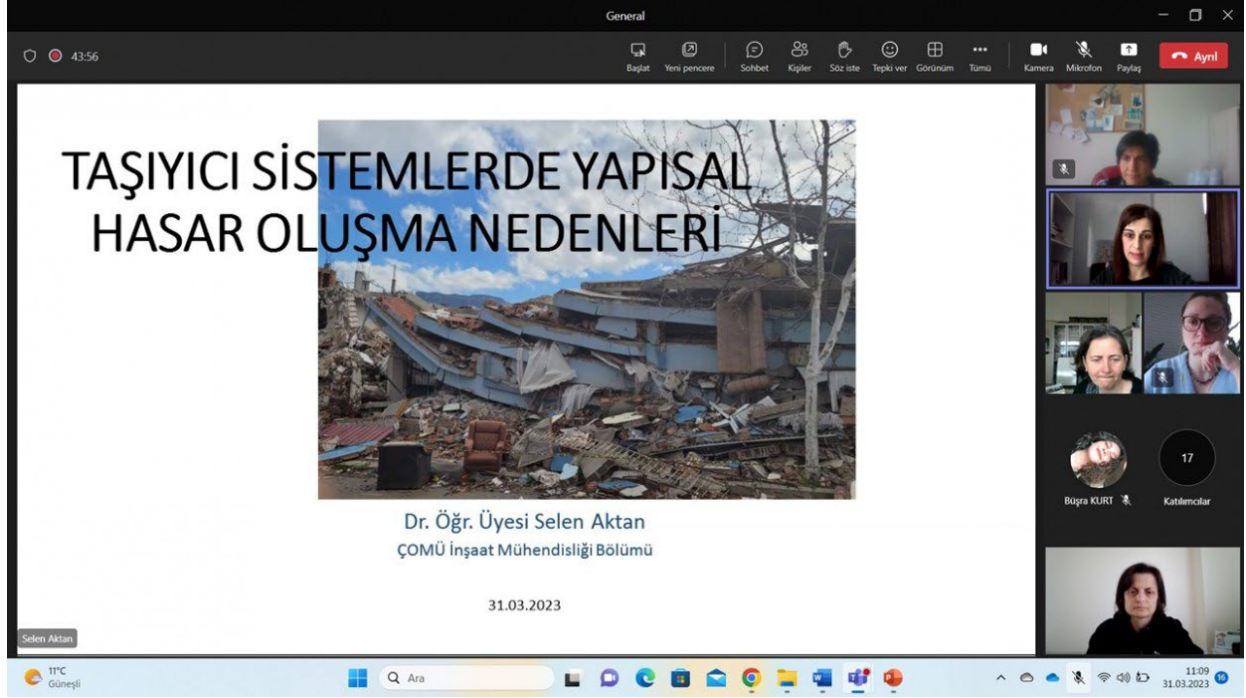 General
43:56
Başlat
Yeni pencere
Sohbet
Kişiler
Söz iste
Tepki ver
Görünüm
Tümü
Kamera
Mikrofon
Paylaş
Ayrıl
TAŞIYICI SİSTEMLERDE YAPISAL
HASAR OLUŞMA NEDENLERİ
Dr. Öğr. Üyesi Selen Aktan
ÇOMÜ İnşaat Mühendisliği Bölümü
31.03.2023
Selen Aktan
Büşra KURT
17
Katılımcılar
11°C
Güneşli
Ara
11:09
31.03.2023
16